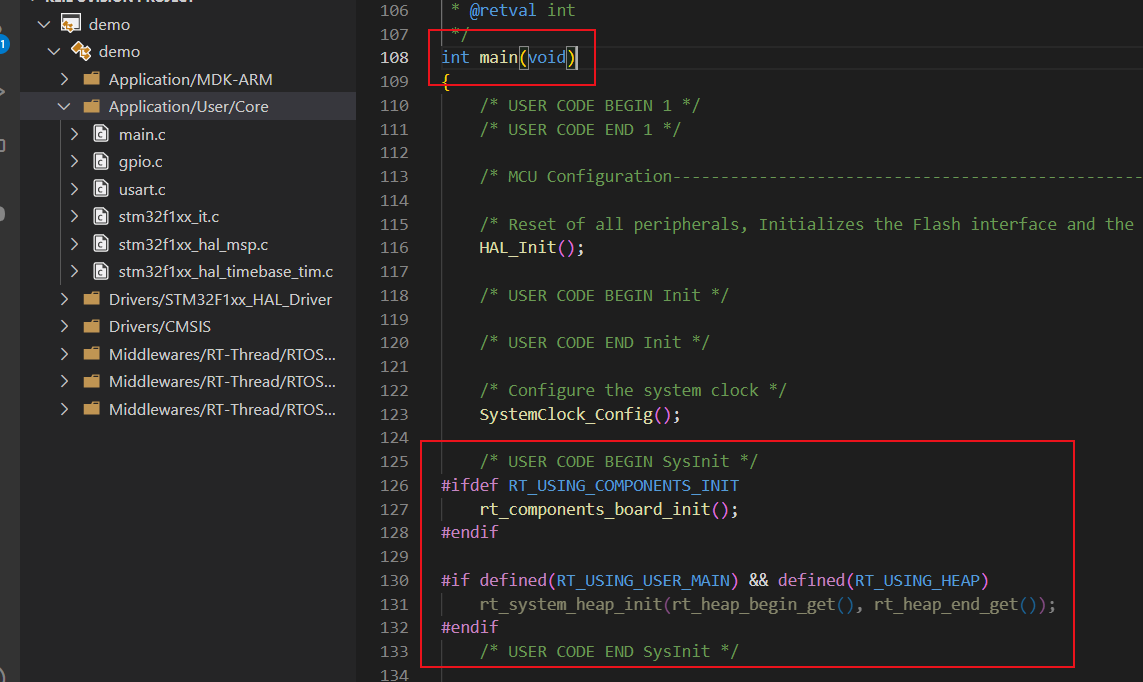 KEIL UVISION PROJECT
demo
demo
Application/MDK-ARM
Application/User/Core
main.c
gpio.c
usart.c
stm32f1xx_it.c
stm32f1xx_hal_msp.c
stm32f1xx_hal_timebase_tim.c
Drivers/STM32F1xx_HAL_Driver
Drivers/CMSIS
Middlewares/RT-Thread/RTOS...
Middlewares/RT-Thread/RTOS...
Middlewares/RT-Thread/RTOS...
1
106 * @retval int
107 */
108 int main(void)
109 {
110 /* USER CODE BEGIN 1 */
111 /* USER CODE END 1 */
112
113 /* MCU Configuration--------------------------------------------------
114
115 /* Reset of all peripherals, Initializes the Flash interface and the
116 HAL_Init();
117
118 /* USER CODE BEGIN Init */
119
120 /* USER CODE END Init */
121
122 /* Configure the system clock */
123 SystemClock_Config();
124
125 /* USER CODE BEGIN SysInit */
126 #ifdef RT_USING_COMPONENTS_INIT
127 rt_components_board_init();
128 #endif
129
130 #if defined(RT_USING_USER_MAIN) && defined(RT_USING_HEAP)
131 rt_system_heap_init(rt_heap_begin_get(), rt_heap_end_get());
132 #endif
133 /* USER CODE END SysInit */
134